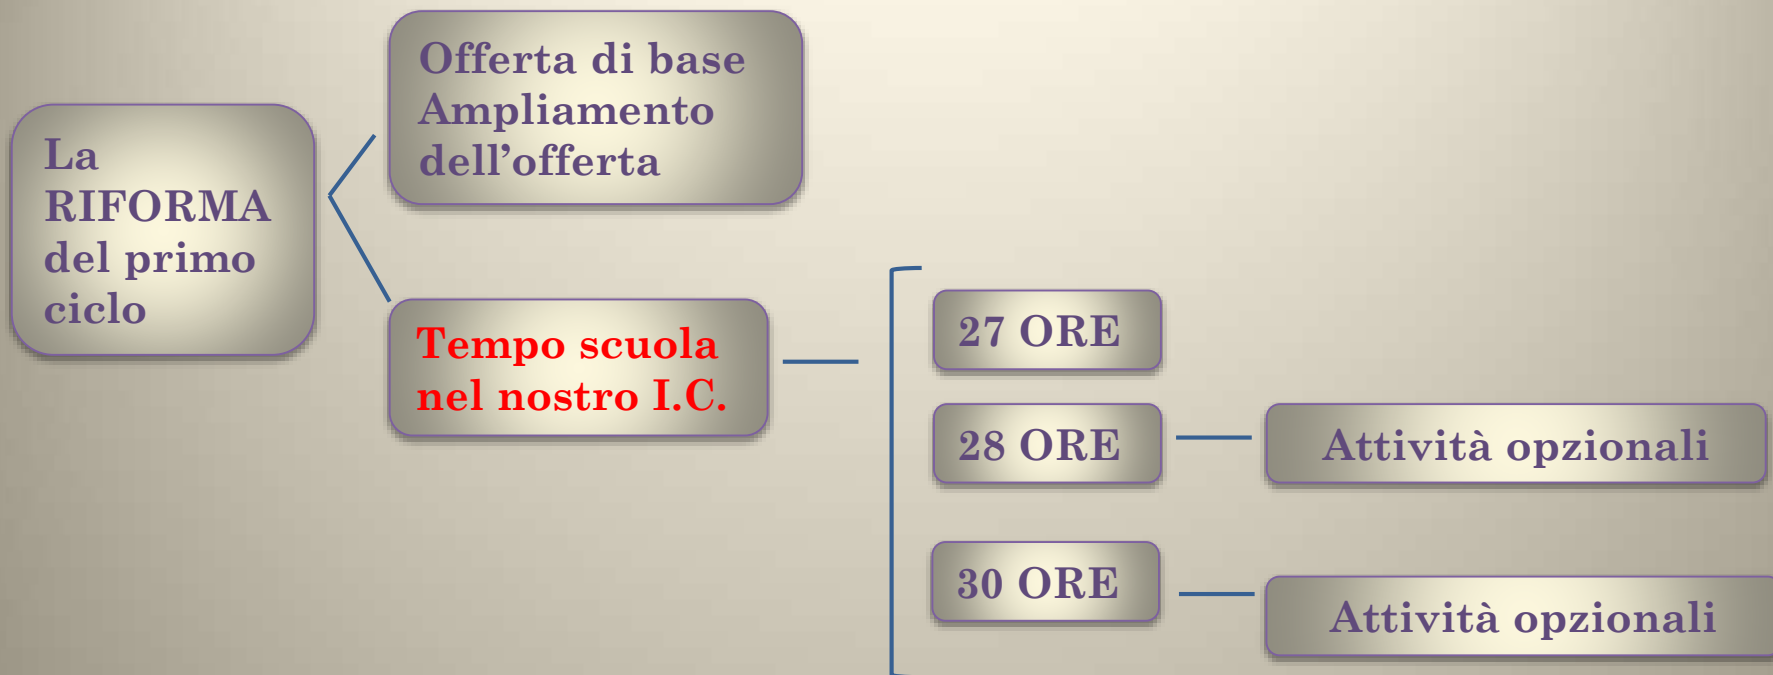 La
RIFORMA
del primo
ciclo
Offerta di base
Ampliamento
dell’offerta
Tempo scuola
nel nostro I.C.
27 ORE
28 ORE
Attività opzionali
30 ORE
Attività opzionali